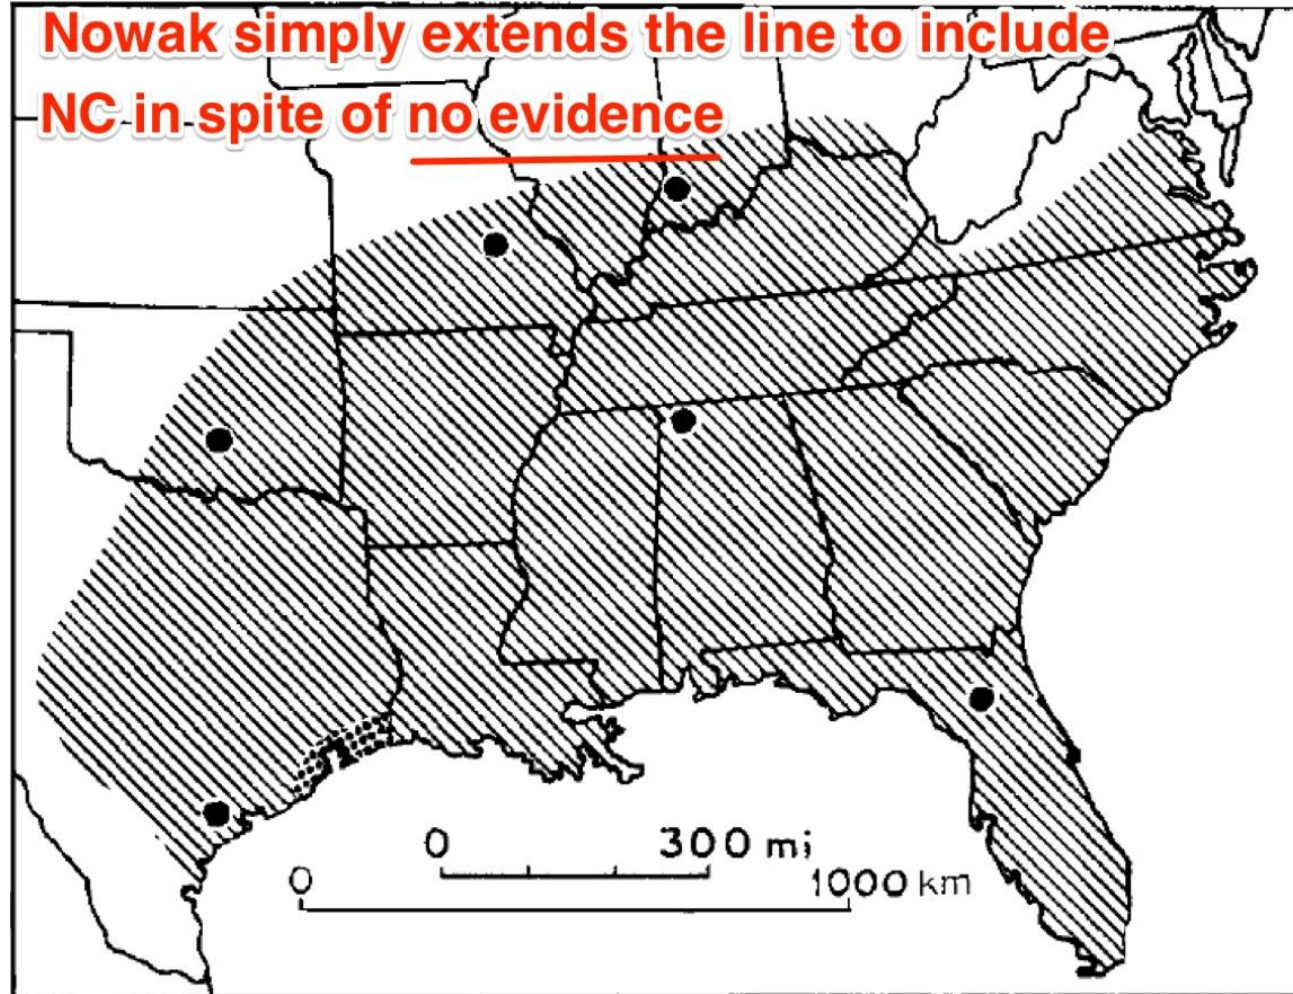 Nowak simply extends the line to include
NC in spite of no evidence
0 300 mi
0 1000 km